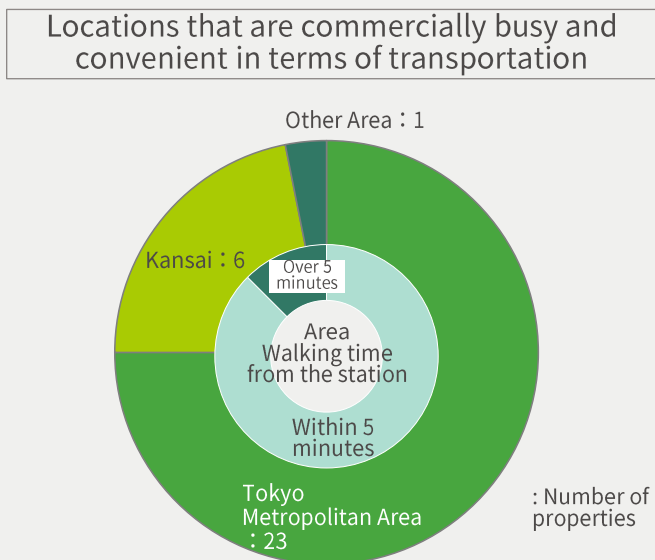 Locations that are commercially busy and
convenient in terms of transportation
Other Area：1
Kansai：6
Over 5
minutes
Area
Walking time
from the station
Within 5
minutes
Tokyo
Metropolitan Area
：23
: Number of
properties